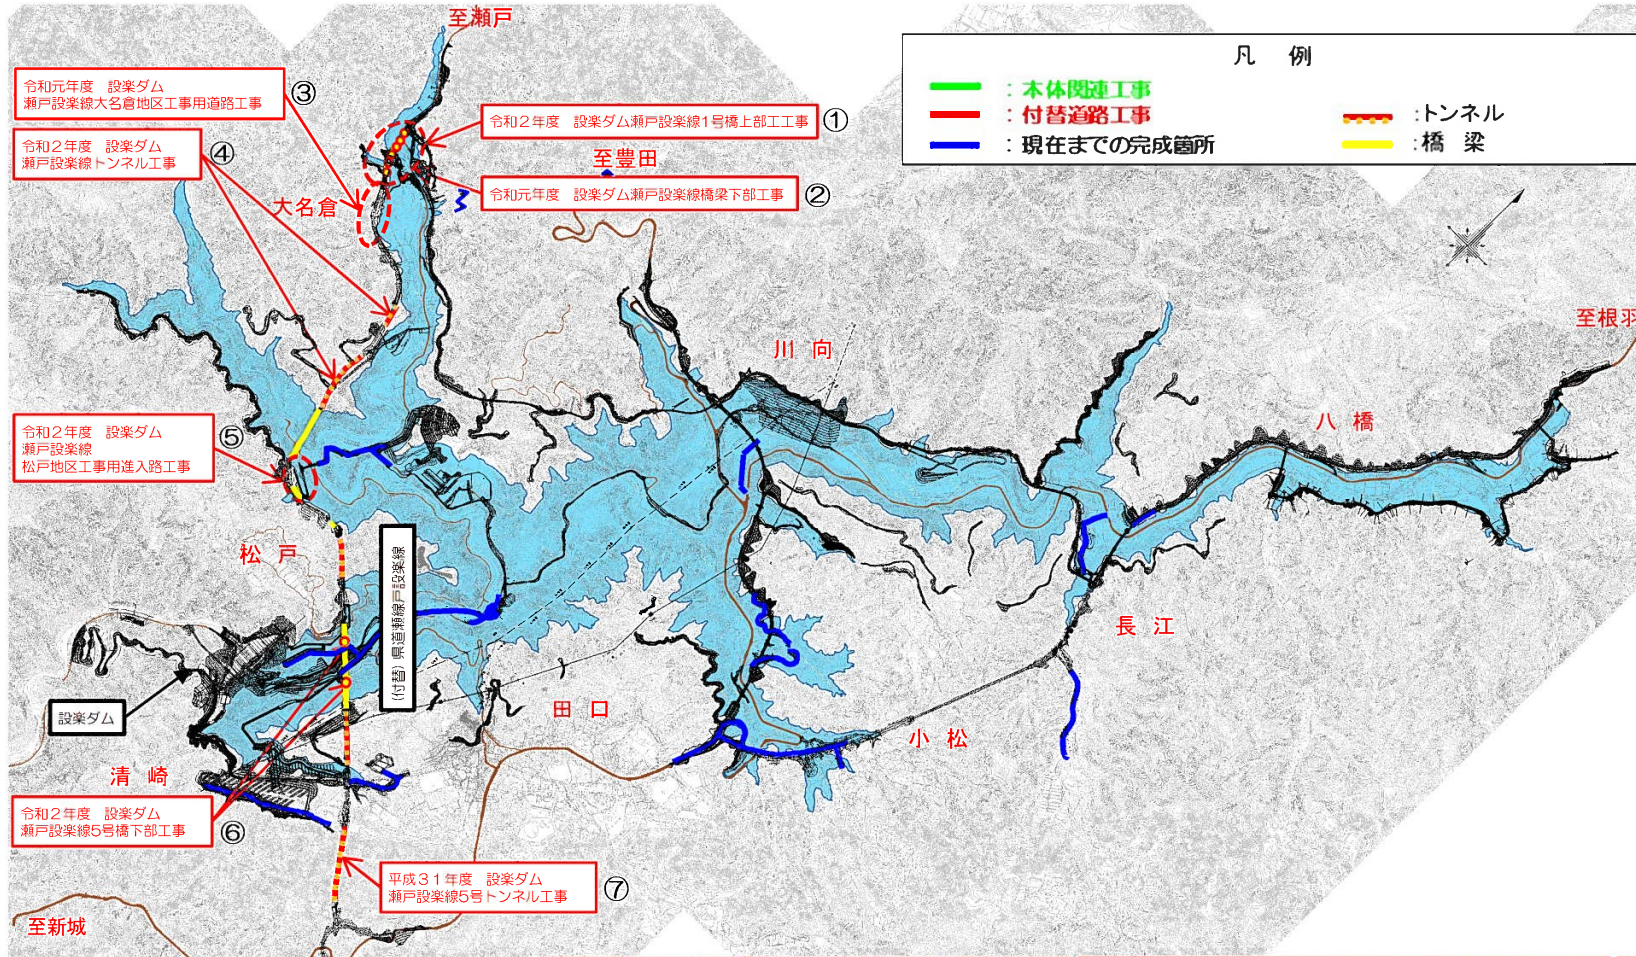 至瀬戸
凡 例
: 本体関連工事
: 付替道路工事
: 現在までの完成箇所
:トンネル
:橋 梁
令和元年度 設楽ダム
瀬戸設楽線大名倉地区工事用道路工事
③
令和2年度 設楽ダム瀬戸設楽線1号橋上部工工事
①
令和2年度 設楽ダム
瀬戸設楽線トンネル工事
④
至豊田
令和元年度 設楽ダム瀬戸設楽線橋梁下部工事
②
大名倉
至根羽
川 向
八 橋
令和2年度 設楽ダム
瀬戸設楽線
松戸地区工事用進入路工事
⑤
松 戸
(付替)県道瀬線戸設楽線
長 江
設楽ダム
田 口
小 松
清 崎
令和2年度 設楽ダム
瀬戸設楽線5号橋下部工事
⑥
平成31年度 設楽ダム
瀬戸設楽線5号トンネル工事
⑦
至新城